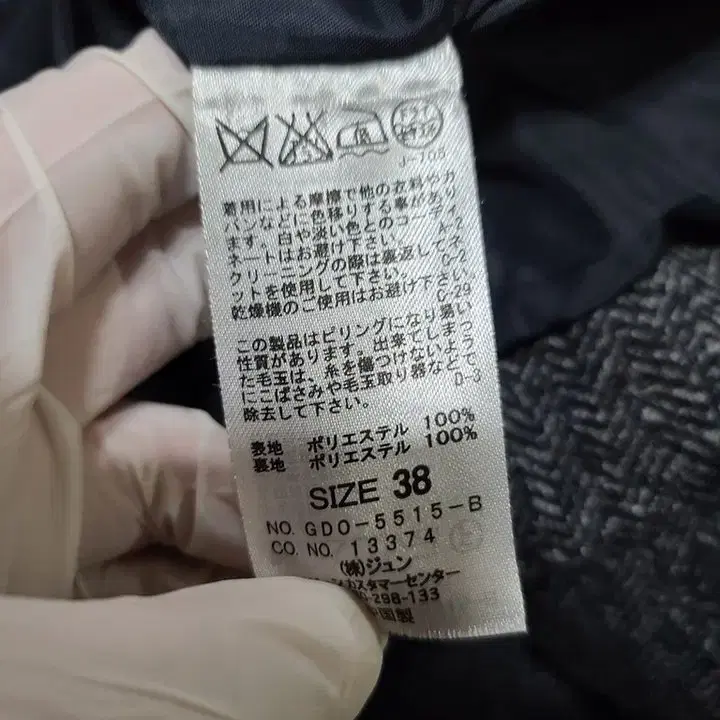 J-705
着用による摩擦で他の衣料やカ
バンなどに色移りする事があり
ます。白や淡い色とのコーディ
ネートはお避け下さい。 A-2
クリーニングの際は裏返してネ
ットを使用して下さい。 C-2
乾燥機のご使用はお避け下さい。
C-29
この製品はピリングになり易い
性質があります。出来てしまっ
た毛玉は、糸を傷つけないよう
にこばさみや毛玉取り器などで
除去して下さい。 D-3
表地 ポリエステル 100%
裏地 ポリエステル 100%
SIZE 38
NO. GDO-5515-B
CO. NO. 13374
(株)ジュン
カスタマーセンター
298-133
国製